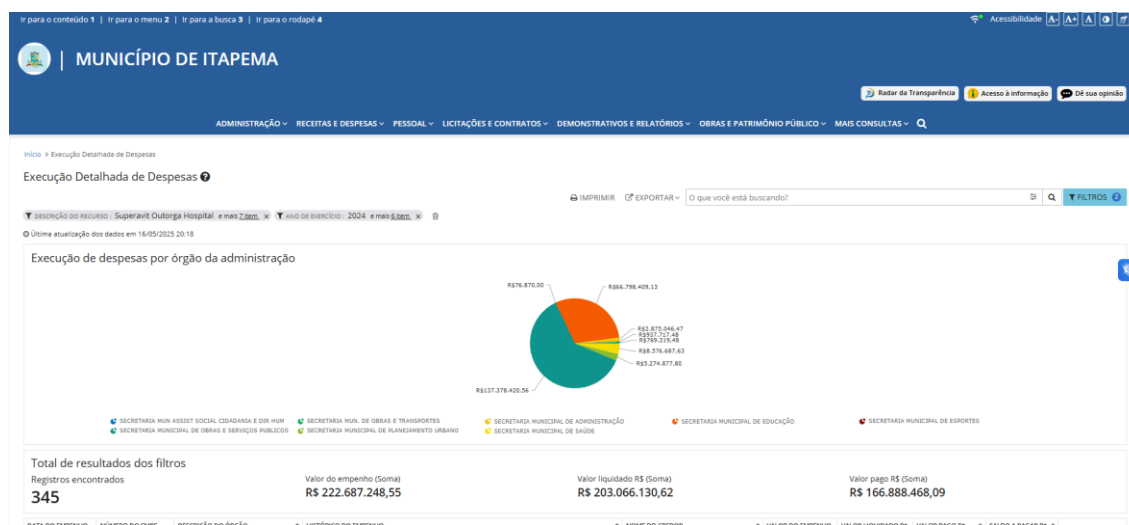 Ir para o conteúdo 1 | Ir para o menu 2 | Ir para a busca 3 | Ir para o rodapé 4
Acessibilidade A- A+ A
MUNICÍPIO DE ITAPEMA
Radar da Transparência Acesso à informação Dê sua opinião
ADMINISTRAÇÃO RECEITAS E DESPESAS PESSOAL LICITAÇÕES E CONTRATOS DEMONSTRATIVOS E RELATÓRIOS OBRAS E PATRIMÔNIO PÚBLICO MAIS CONSULTAS
Início > Execução Detalhada de Despesas
Execução Detalhada de Despesas ?
IMPRIMIR EXPORTAR O que você está buscando? FILTROS 2
DESCRIÇÃO DO RECURSO : Superavit Outorga Hospital e mais 7 item. x ANO DE EXERCÍCIO : 2024 e mais 6 item. x
Última atualização dos dados em 16/05/2025 20:18
Execução de despesas por órgão da administração
R$76.870.00
R$66.798.409.13
R$2.875.046.47
R$937.717.48
R$769.219.48
R$8.576.687.63
R$5.274.877.80
R$137.378.420.56
SECRETARIA MUN ASSIST SOCIAL CIDADANIA E DIR HUM SECRETARIA MUN. DE OBRAS E TRANSPORTES SECRETARIA MUNICIPAL DE ADMINISTRAÇÃO SECRETARIA MUNICIPAL DE EDUCAÇÃO SECRETARIA MUNICIPAL DE ESPORTES
SECRETARIA MUNICIPAL DE OBRAS E SERVIÇOS PUBLICOS SECRETARIA MUNICIPAL DE PLANEJAMENTO URBANO SECRETARIA MUNICIPAL DE SAÚDE
Total de resultados dos filtros
Registros encontrados Valor do empenho (Soma) Valor liquidado R$ (Soma) Valor pago R$ (Soma)
345 R$ 222.687.248,55 R$ 203.066.130,62 R$ 166.888.468,09